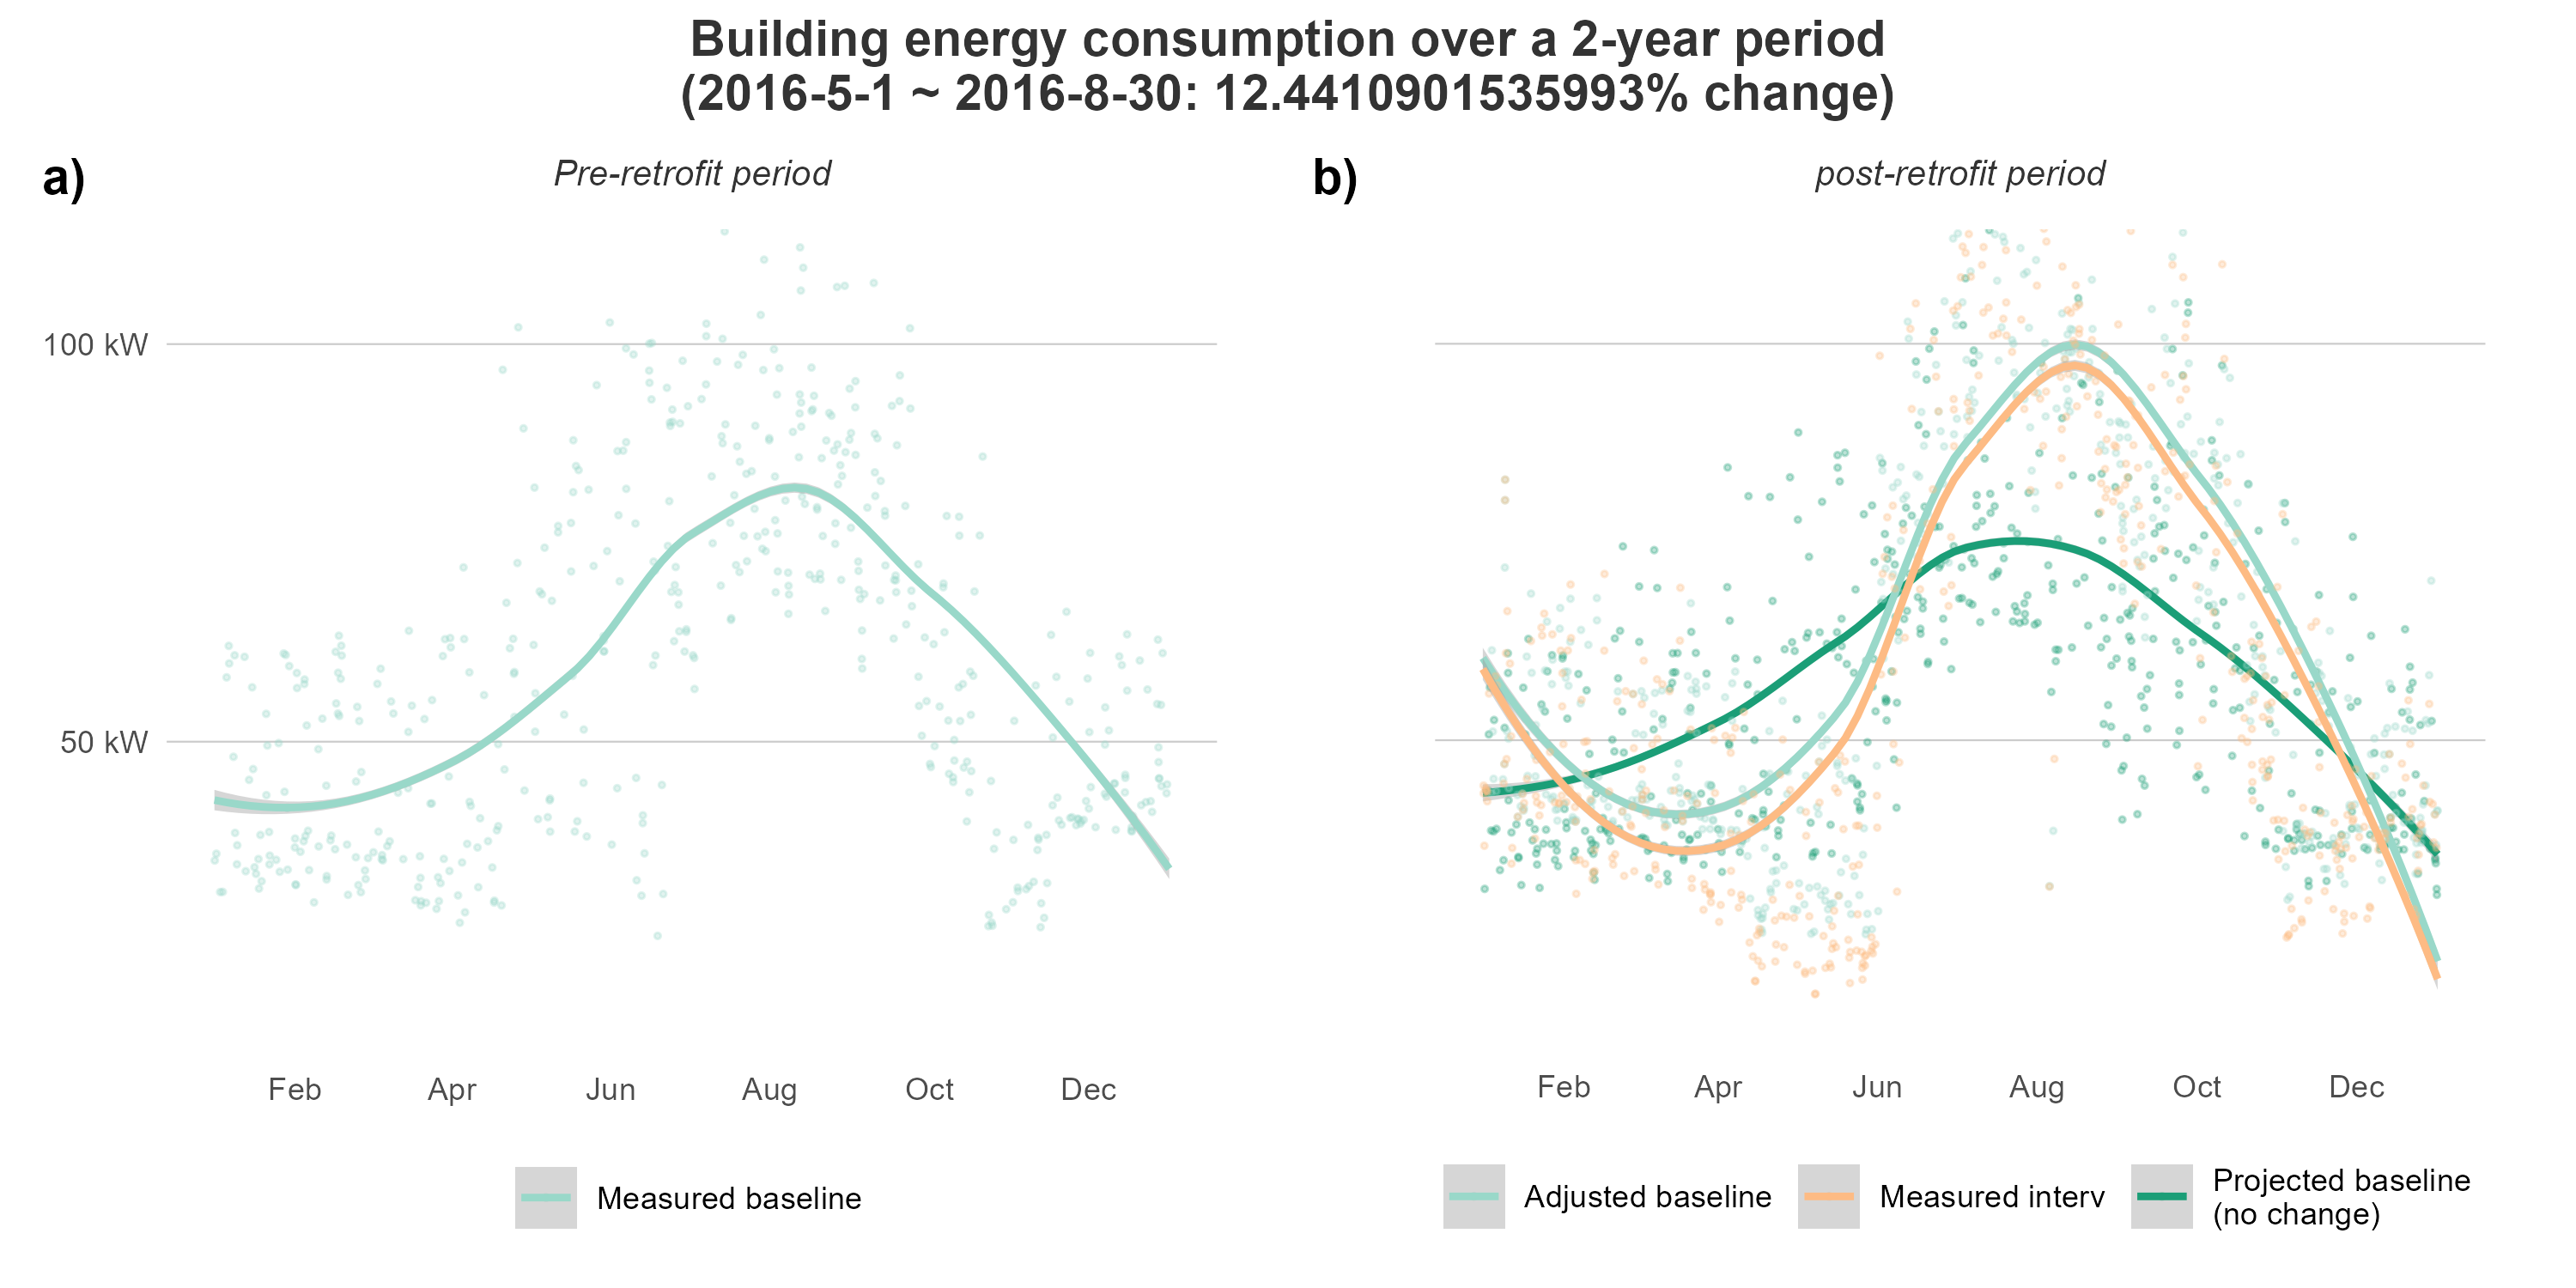 Building energy consumption over a 2-year period
(2016-5-1 ~ 2016-8-30: 12.4410901535993% change)
a)
Pre-retrofit period
100 kW
50 kW
Feb Apr Jun Aug Oct Dec
Measured baseline
b)
post-retrofit period
Feb Apr Jun Aug Oct Dec
Adjusted baseline
Measured interv
Projected baseline
(no change)